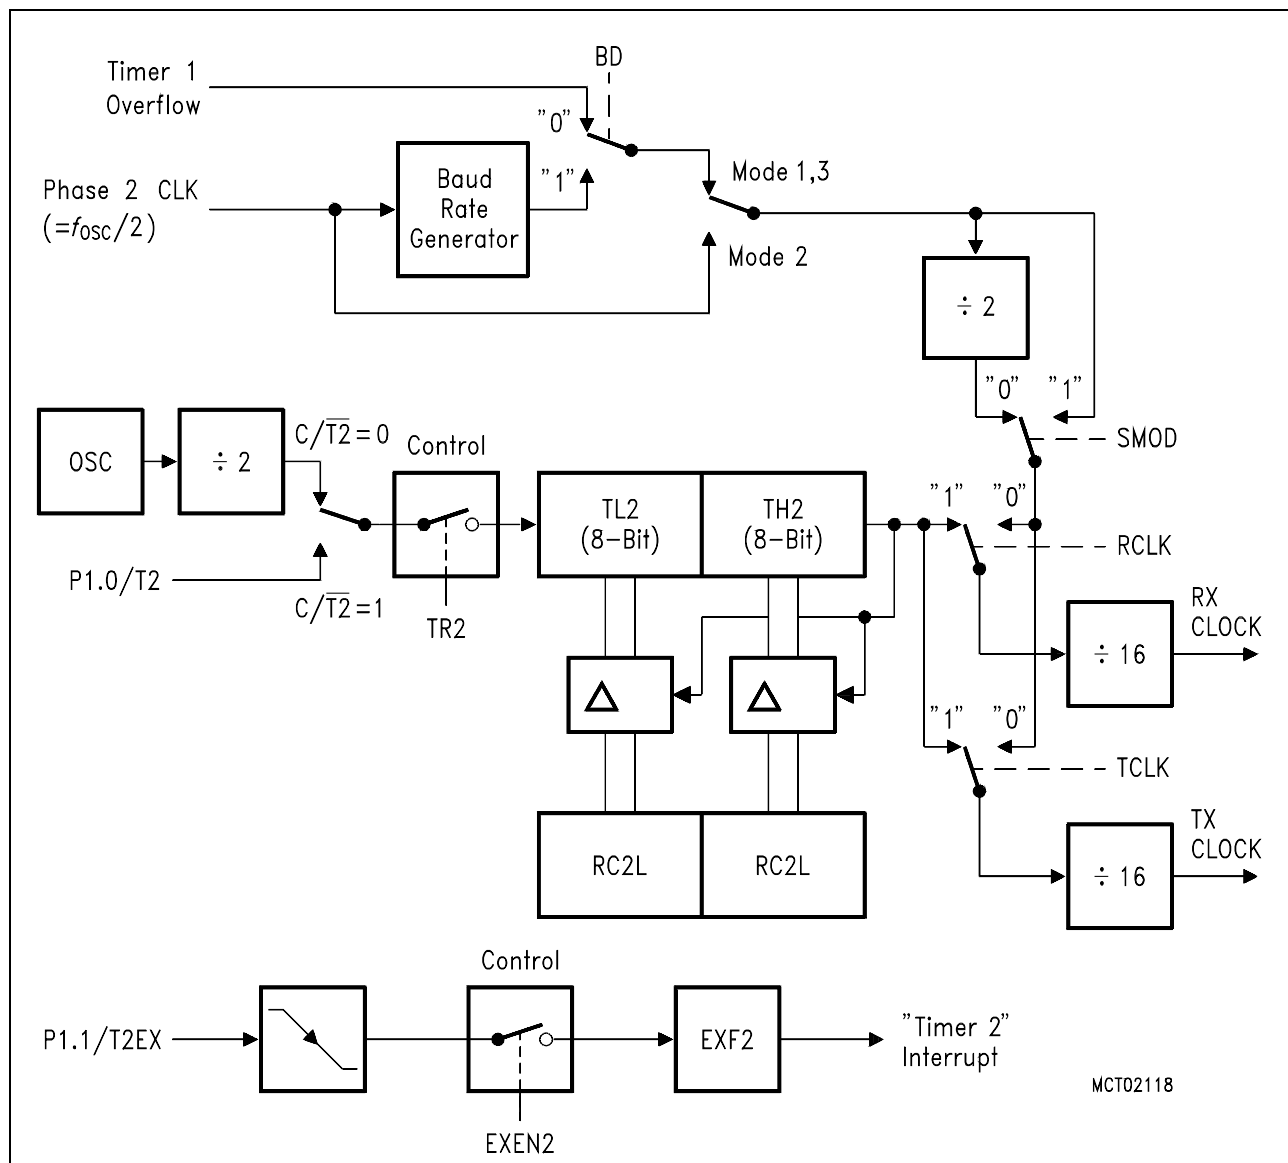 BD
Timer 1
Overflow
"0"
Phase 2 CLK
(=fOSC/2)
Baud
Rate
Generator
"1"
Mode 1,3
Mode 2
÷ 2
"0" "1"
SMOD
OSC
÷ 2
C/T2̅=0
Control
P1.0/T2
C/T2̅=1
TR2
TL2
(8-Bit)
TH2
(8-Bit)
"1" "0"
RCLK
RX
CLOCK
÷ 16
"1" "0"
TCLK
TX
CLOCK
÷ 16
RC2L
RC2L
Control
P1.1/T2EX
EXF2
"Timer 2"
Interrupt
EXEN2
MCT02118